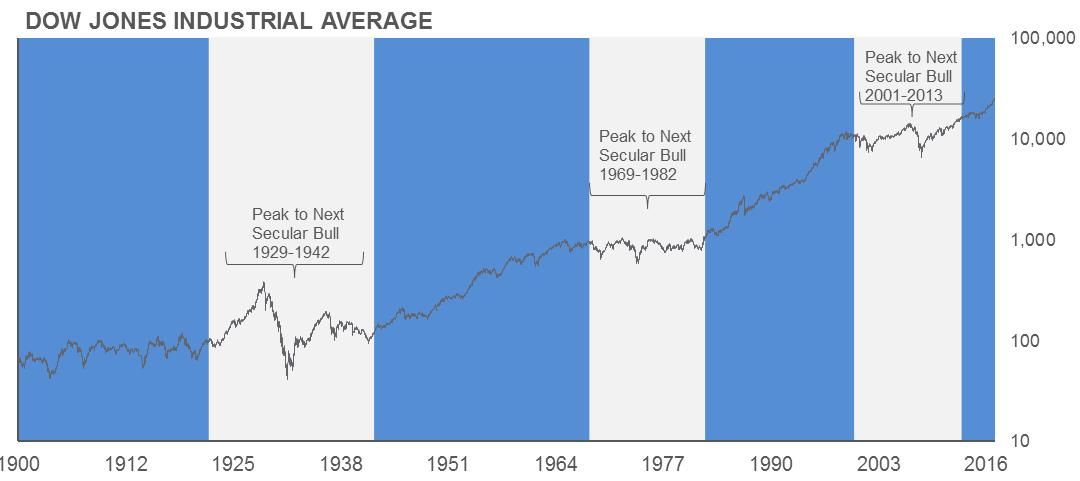 DOW JONES INDUSTRIAL AVERAGE
100,000
Peak to Next
Secular Bull
2001-2013
10,000
Peak to Next
Secular Bull
1969-1982
Peak to Next
Secular Bull
1929-1942
1,000
100
10
1900 1912 1925 1938 1951 1964 1977 1990 2003 2016